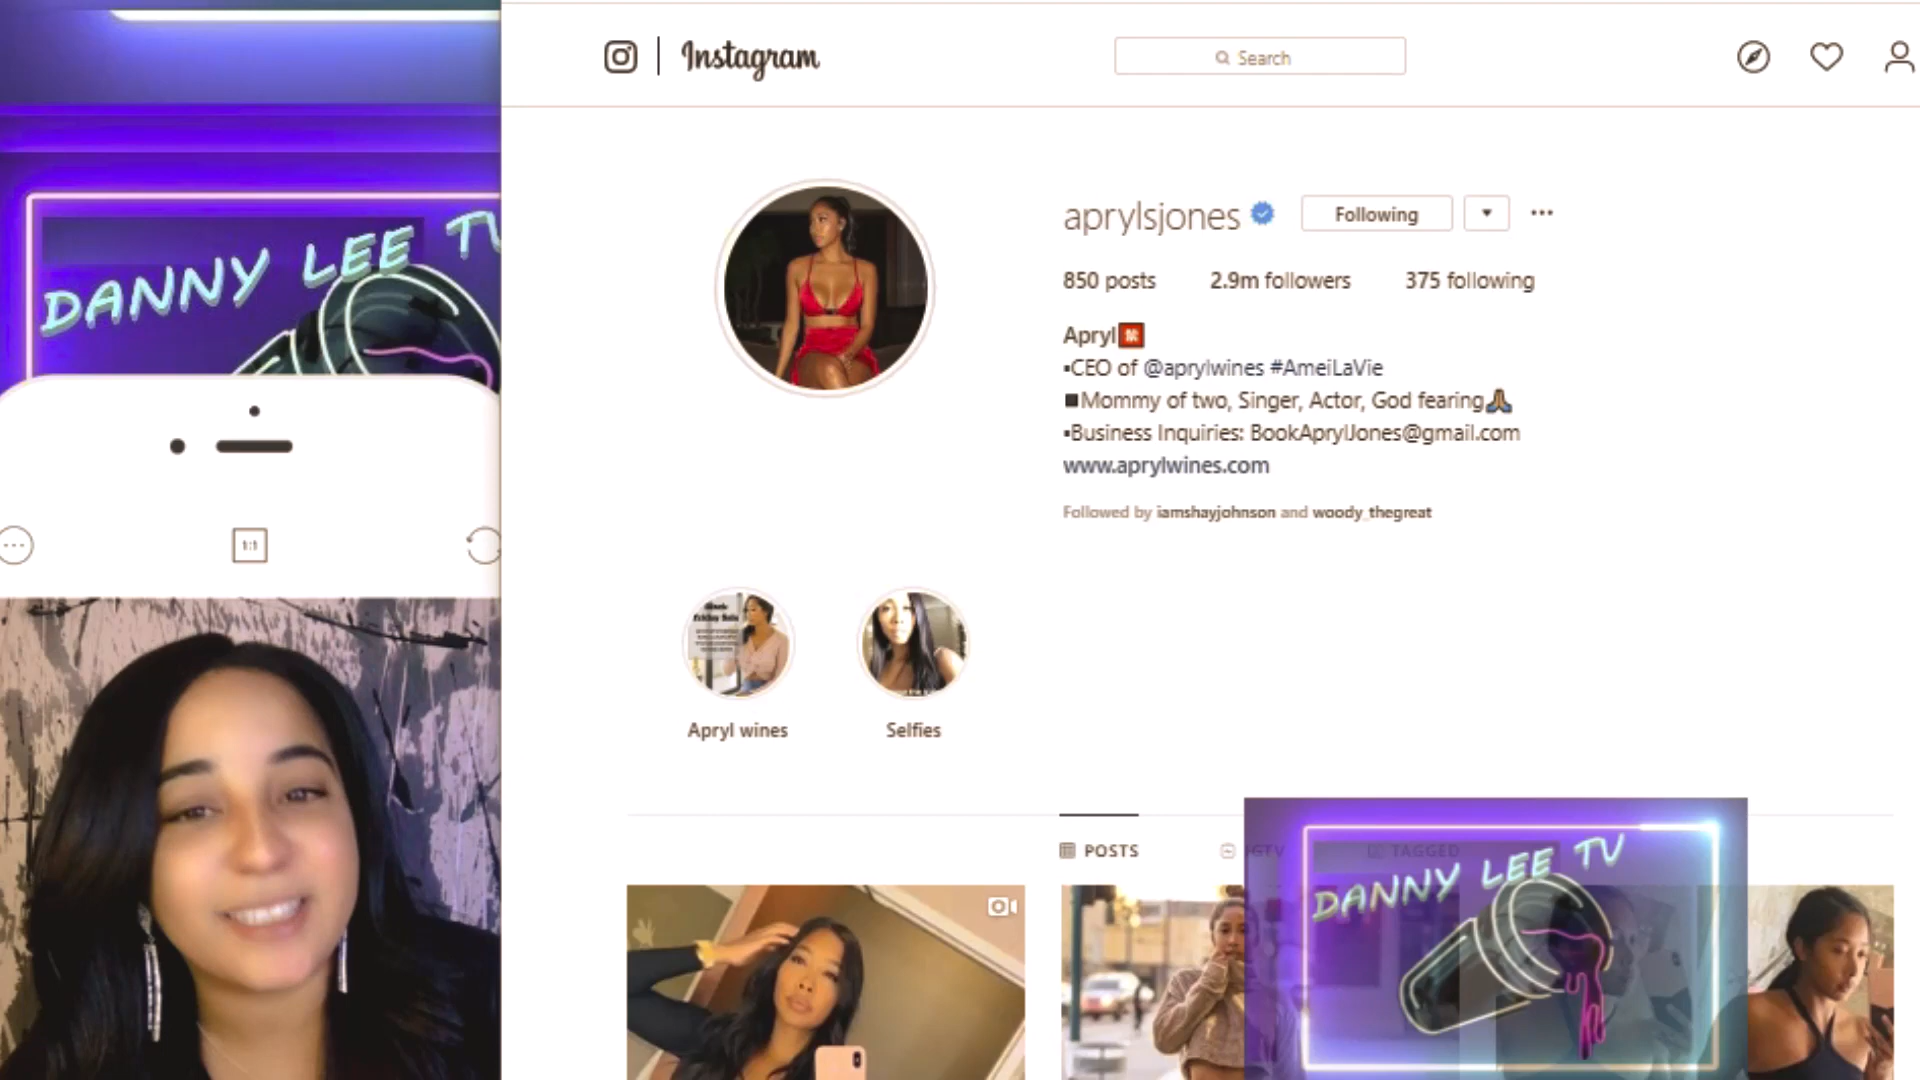 DANNY LEE TV
1:1
Instagram
Search
aprylsjones
Following
850 posts 2.9m followers 375 following
Apryl
▪CEO of @aprylwines #AmeiLaVie
◾Mommy of two, Singer, Actor, God fearing🙏🏽
▪Business Inquiries: BookAprylJones@gmail.com
www.aprylwines.com
Followed by iamshayjohnson and woody_thegreat
Apryl wines
Selfies
POSTS
IGTV
TAGGED
DANNY LEE TV